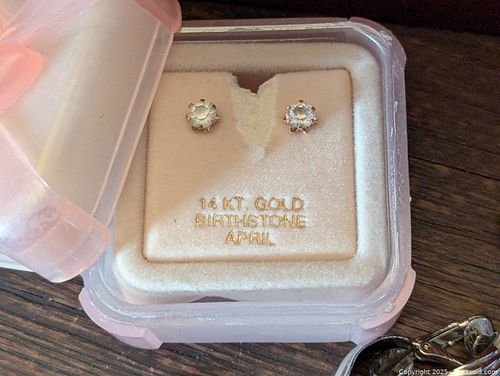 14 KT. GOLD
BIRTHSTONE
APRIL